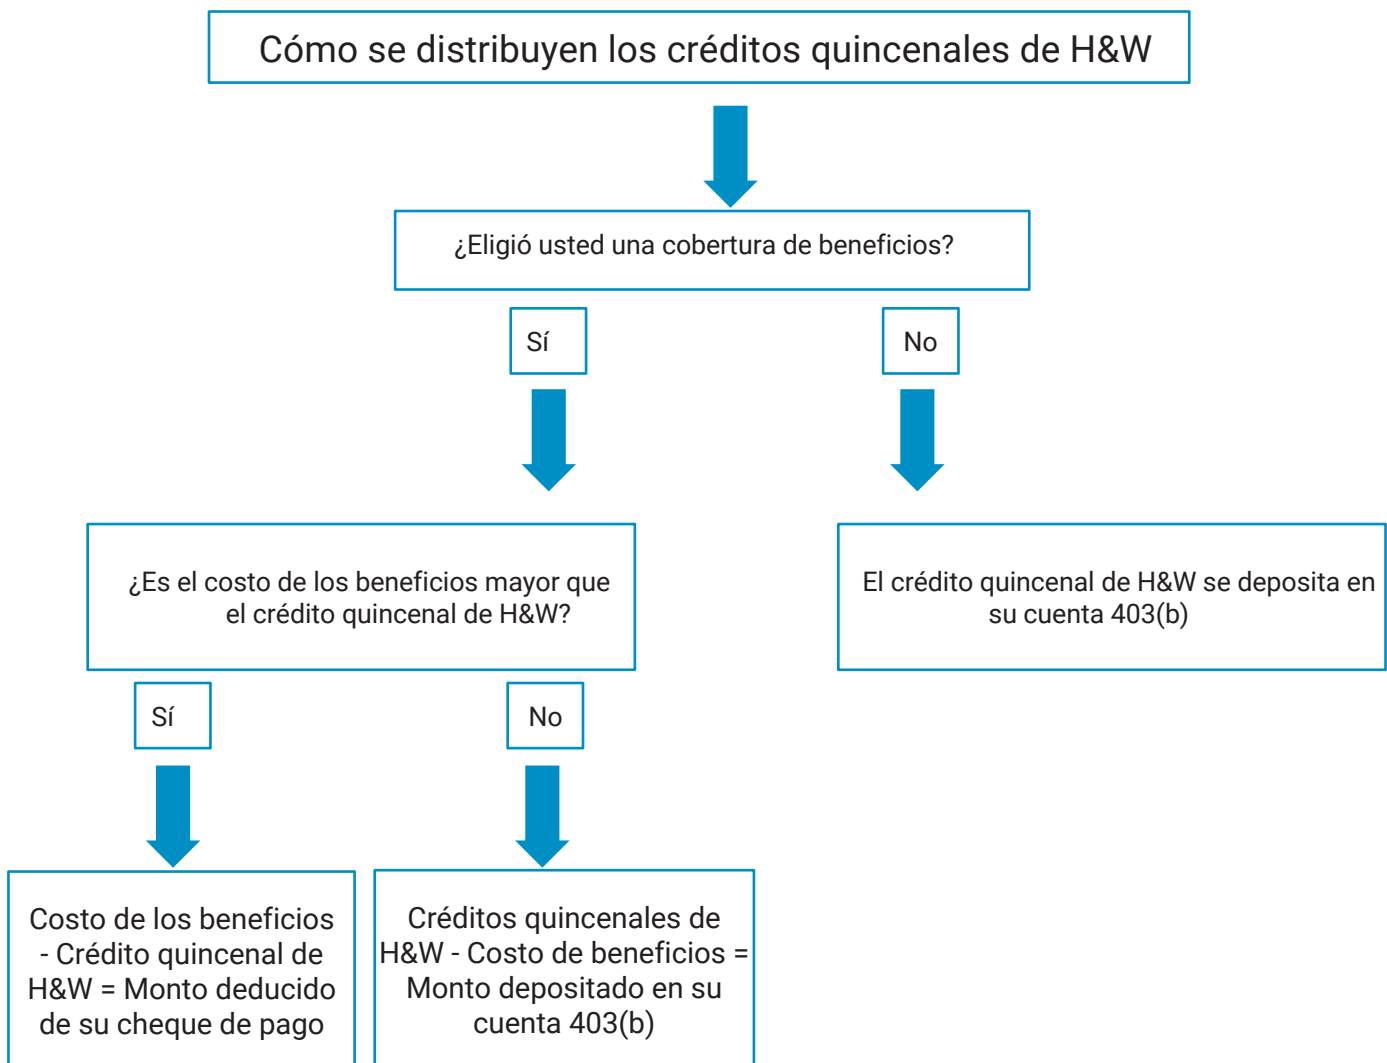 Cómo se distribuyen los créditos quincenales de H&W
¿Eligió usted una cobertura de beneficios?
Sí
No
¿Es el costo de los beneficios mayor que
el crédito quincenal de H&W?
El crédito quincenal de H&W se deposita en
su cuenta 403(b)
Sí
No
Costo de los beneficios
- Crédito quincenal de
H&W = Monto deducido
de su cheque de pago
Créditos quincenales de
H&W - Costo de beneficios =
Monto depositado en su
cuenta 403(b)